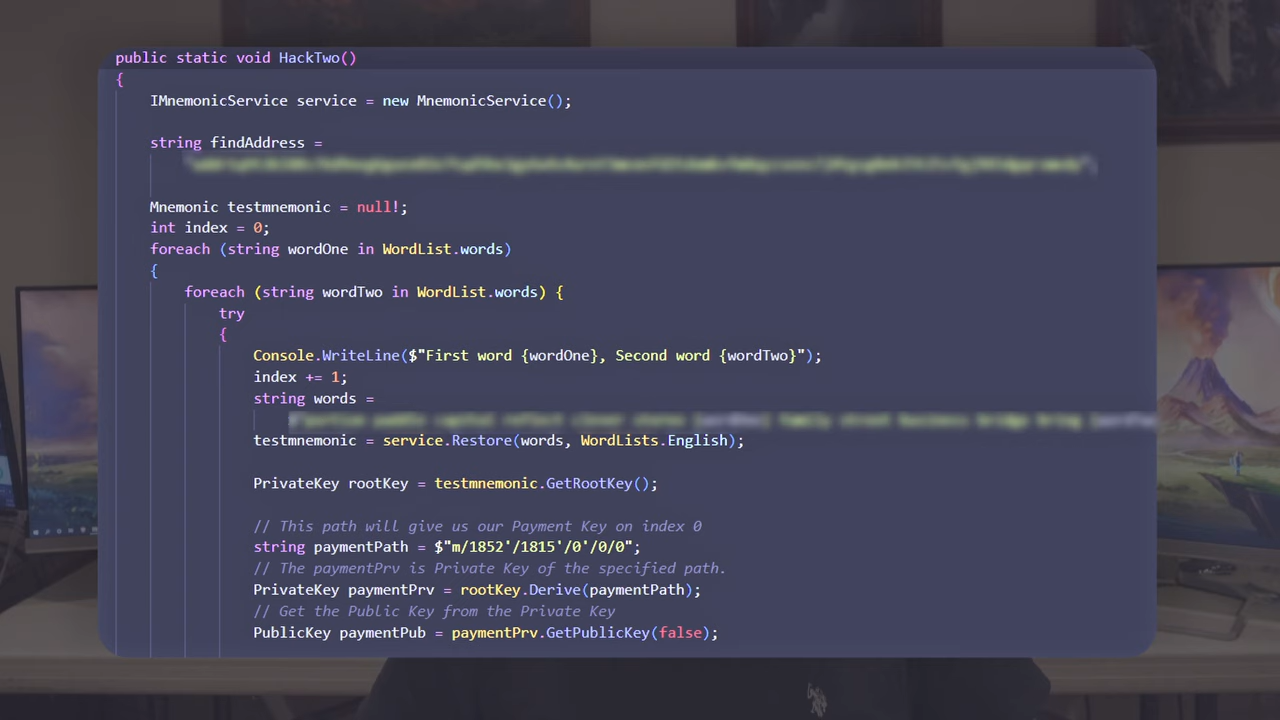 public static void HackTwo()
{
IMnemonicService service = new MnemonicService();
string findAddress =
Mnemonic testmnemonic = null!;
int index = 0;
foreach (string wordOne in WordList.words)
{
foreach (string wordTwo in WordList.words) {
try
{
Console.WriteLine($"First word {wordOne}, Second word {wordTwo}");
index += 1;
string words =
testmnemonic = service.Restore(words, WordLists.English);
PrivateKey rootKey = testmnemonic.GetRootKey();
// This path will give us our Payment Key on index 0
string paymentPath = $"m/1852'/1815'/0'/0/0";
// The paymentPrv is Private Key of the specified path.
PrivateKey paymentPrv = rootKey.Derive(paymentPath);
// Get the Public Key from the Private Key
PublicKey paymentPub = paymentPrv.GetPublicKey(false);